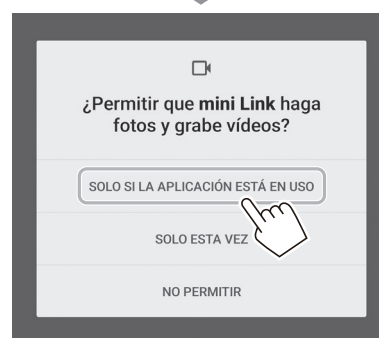 ¿Permitir que mini Link haga
fotos y grabe vídeos?
SOLO SI LA APLICACIÓN ESTÁ EN USO
SOLO ESTA VEZ
NO PERMITIR